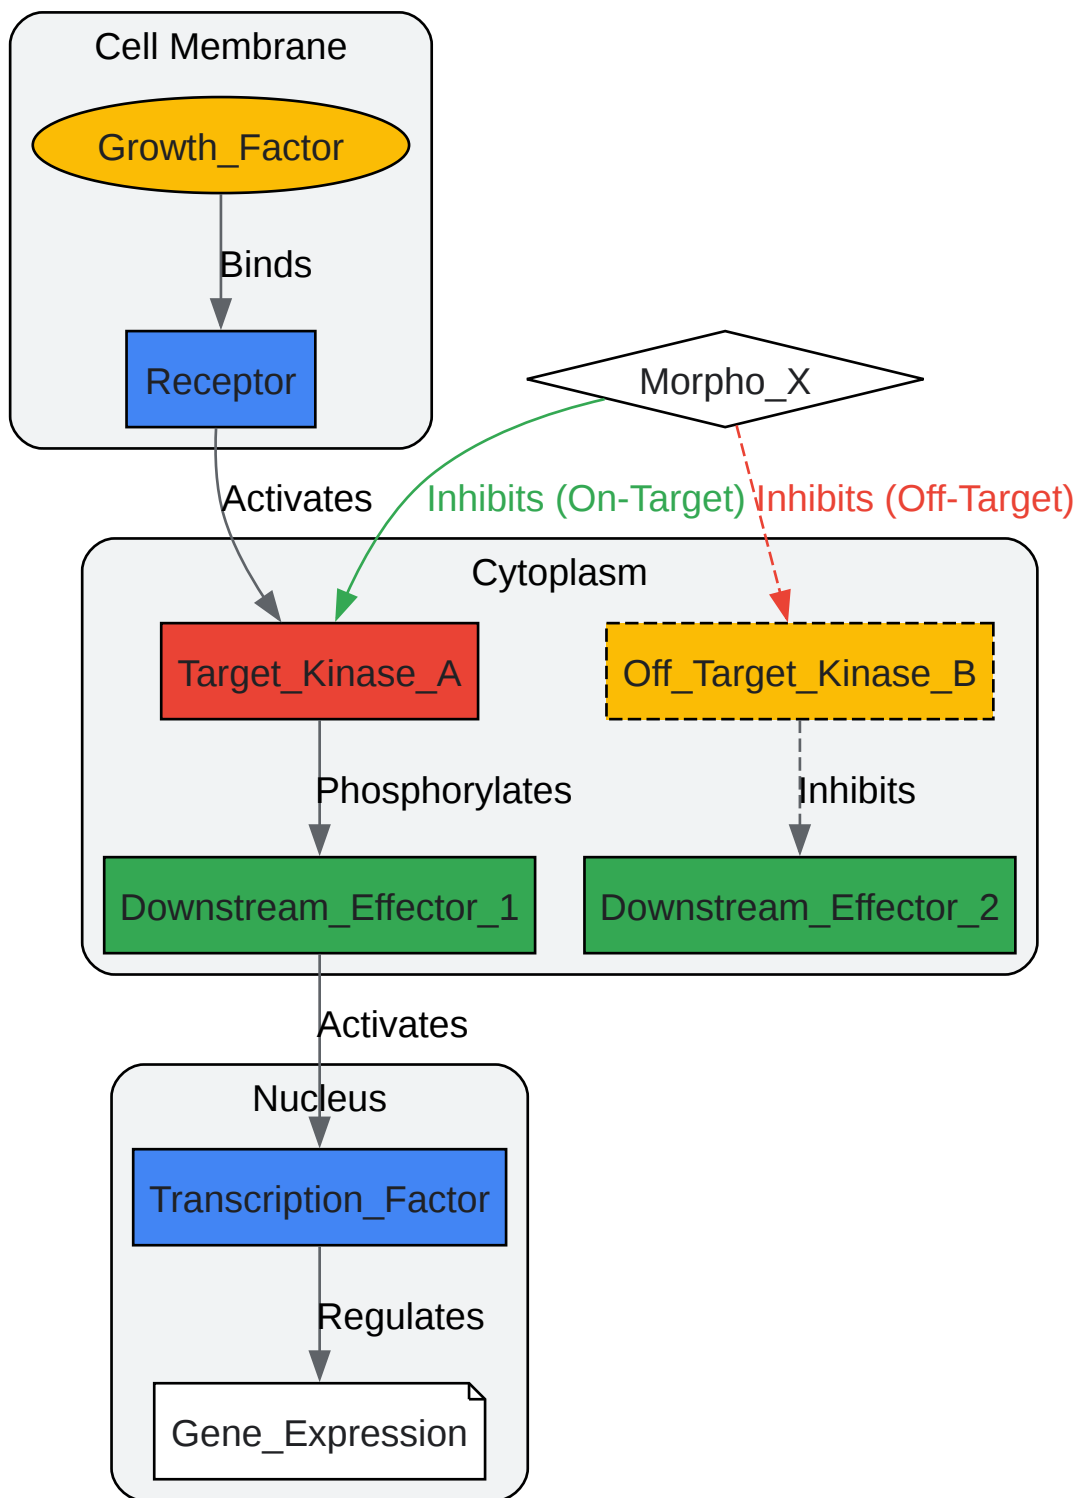 Cell Membrane
Growth_Factor
Binds
Receptor
Morpho_X
Activates
Inhibits (On-Target)
Inhibits (Off-Target)
Cytoplasm
Target_Kinase_A
Off_Target_Kinase_B
Phosphorylates
Inhibits
Downstream_Effector_1
Downstream_Effector_2
Activates
Nucleus
Transcription_Factor
Regulates
Gene_Expression